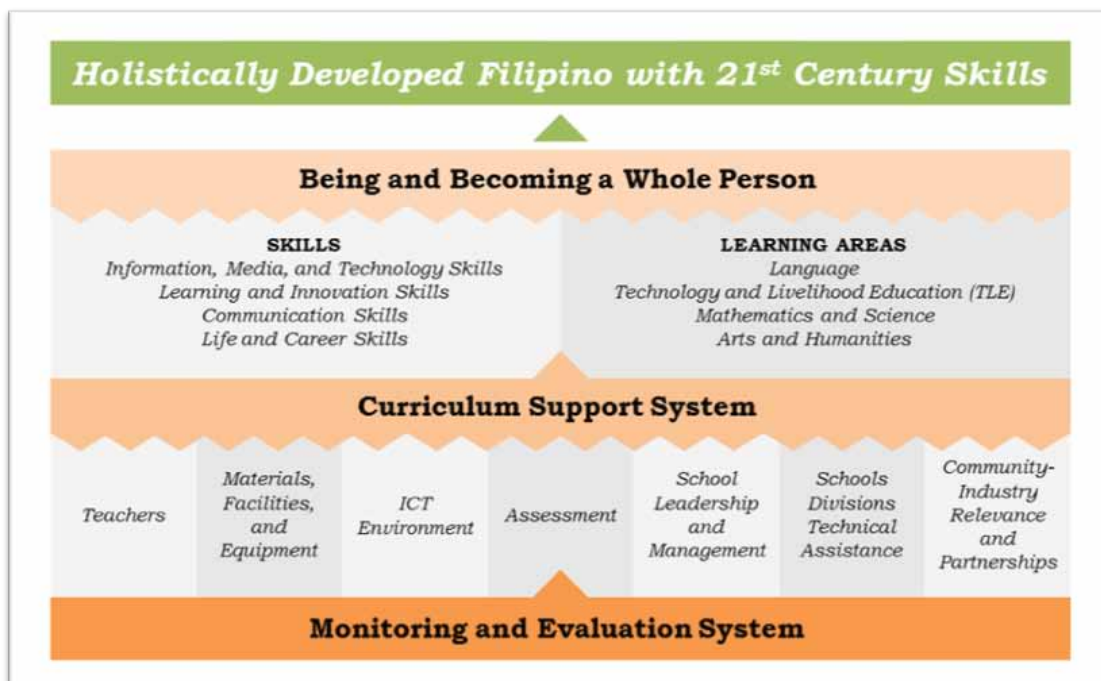 Holistically Developed Filipino with 21st Century Skills
Being and Becoming a Whole Person
SKILLS
Information, Media, and Technology Skills
Learning and Innovation Skills
Communication Skills
Life and Career Skills
LEARNING AREAS
Language
Technology and Livelihood Education (TLE)
Mathematics and Science
Arts and Humanities
Curriculum Support System
Teachers
Materials,
Facilities,
and
Equipment
ICT
Environment
Assessment
School
Leadership
and
Management
Schools
Divisions
Technical
Assistance
Community-
Industry
Relevance
and
Partnerships
Monitoring and Evaluation System